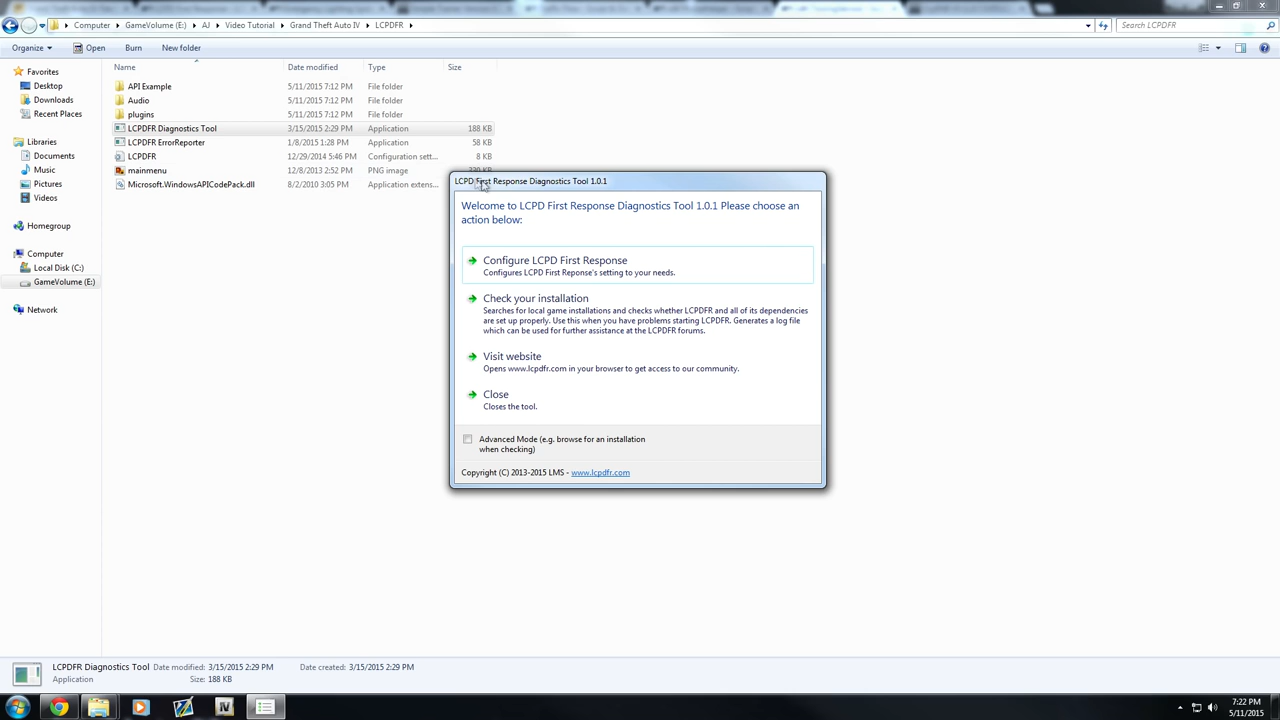 Computer ▸ GameVolume (E:) ▸ AJ ▸ Video Tutorial ▸ Grand Theft Auto IV ▸ LCPDFR ▸
Search LCPDFR
Organize ▾ Open Burn New folder
Name Date modified Type Size
Favorites
Desktop
Downloads
Recent Places
Libraries
Documents
Music
Pictures
Videos
Homegroup
Computer
Local Disk (C:)
GameVolume (E:)
Network
API Example 5/11/2015 7:12 PM File folder
Audio 5/11/2015 7:12 PM File folder
plugins 5/11/2015 7:12 PM File folder
LCPDFR Diagnostics Tool 3/15/2015 2:29 PM Application 188 KB
LCPDFR ErrorReporter 1/8/2015 1:28 PM Application 58 KB
LCPDFR 12/29/2014 5:46 PM Configuration sett... 8 KB
mainmenu 12/8/2013 2:52 PM PNG image KB
Microsoft.WindowsAPICodePack.dll 8/2/2010 3:05 PM Application extens...
LCPD First Response Diagnostics Tool 1.0.1
Welcome to LCPD First Response Diagnostics Tool 1.0.1 Please choose an
action below:
Configure LCPD First Response
Configures LCPD First Reponse's setting to your needs.
Check your installation
Searches for local game installations and checks whether LCPDFR and all of its dependencies
are set up properly. Use this when you have problems starting LCPDFR. Generates a log file
which can be used for further assistance at the LCPDFR forums.
Visit website
Opens www.lcpdfr.com in your browser to get access to our community.
Close
Closes the tool.
Advanced Mode (e.g. browse for an installation
when checking)
Copyright (C) 2013-2015 LMS - www.lcpdfr.com
LCPDFR Diagnostics Tool Date modified: 3/15/2015 2:29 PM Date created: 3/15/2015 2:29 PM
Application Size: 188 KB
IV
7:22 PM
5/11/2015